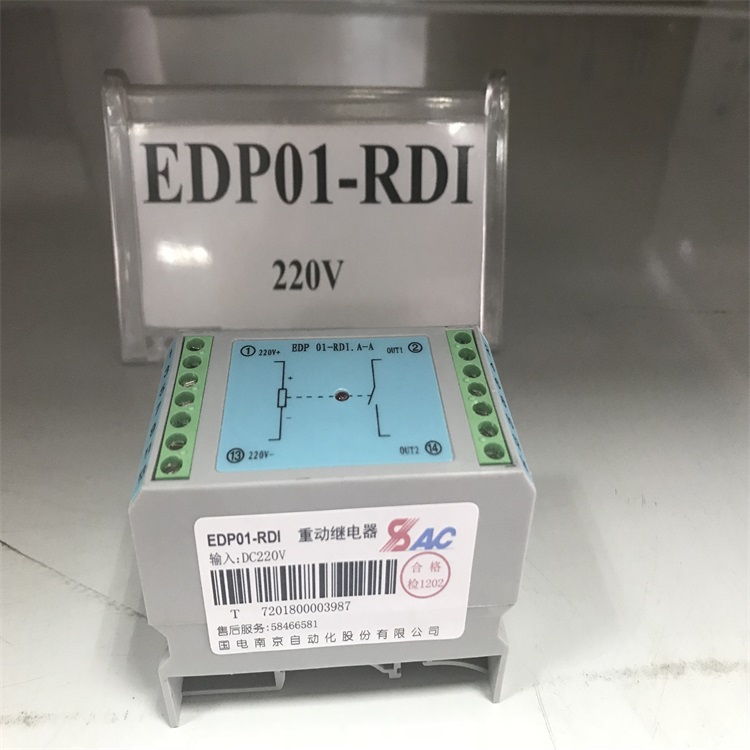 EDP01-RDI
220V
EDP 01-RDI.A-A
① 220V+
OUT1 ②
+
-
⑬ 220V-
OUT2 ⑭
EDP01-RDI 重动继电器 SAC
输入:DC220V
合格
检1202
T 7201800003987
售后服务:58466581
国电南京自动化股份有限公司